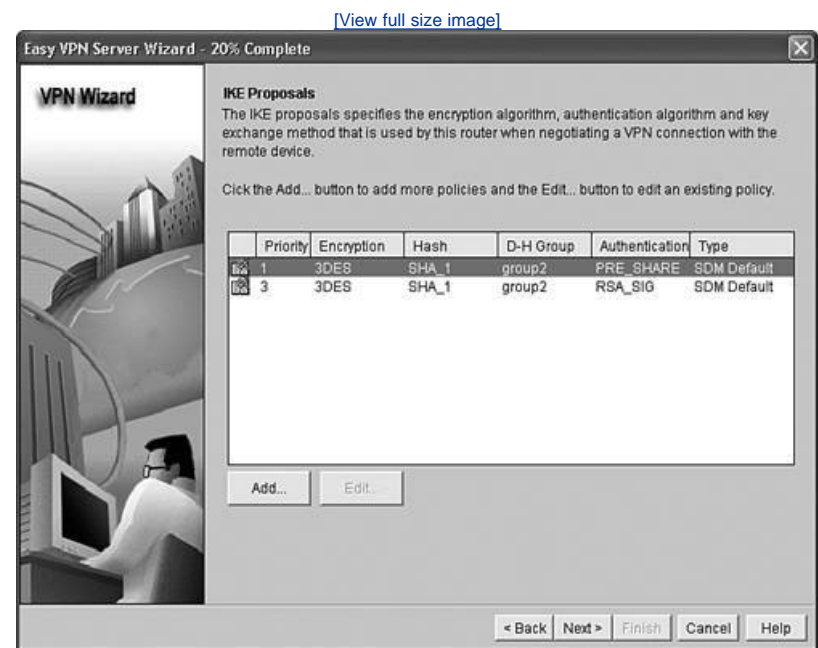 [View full size image]
Easy VPN Server Wizard - 20% Complete
VPN Wizard
IKE Proposals
The IKE proposals specifies the encryption algorithm, authentication algorithm and key
exchange method that is used by this router when negotiating a VPN connection with the
remote device.
Cick the Add... button to add more policies and the Edit... button to edit an existing policy.
Priority Encryption Hash D-H Group Authentication Type
1 3DES SHA_1 group2 PRE_SHARE SDM Default
3 3DES SHA_1 group2 RSA_SIG SDM Default
Add... Edit...
< Back Next > Finish Cancel Help